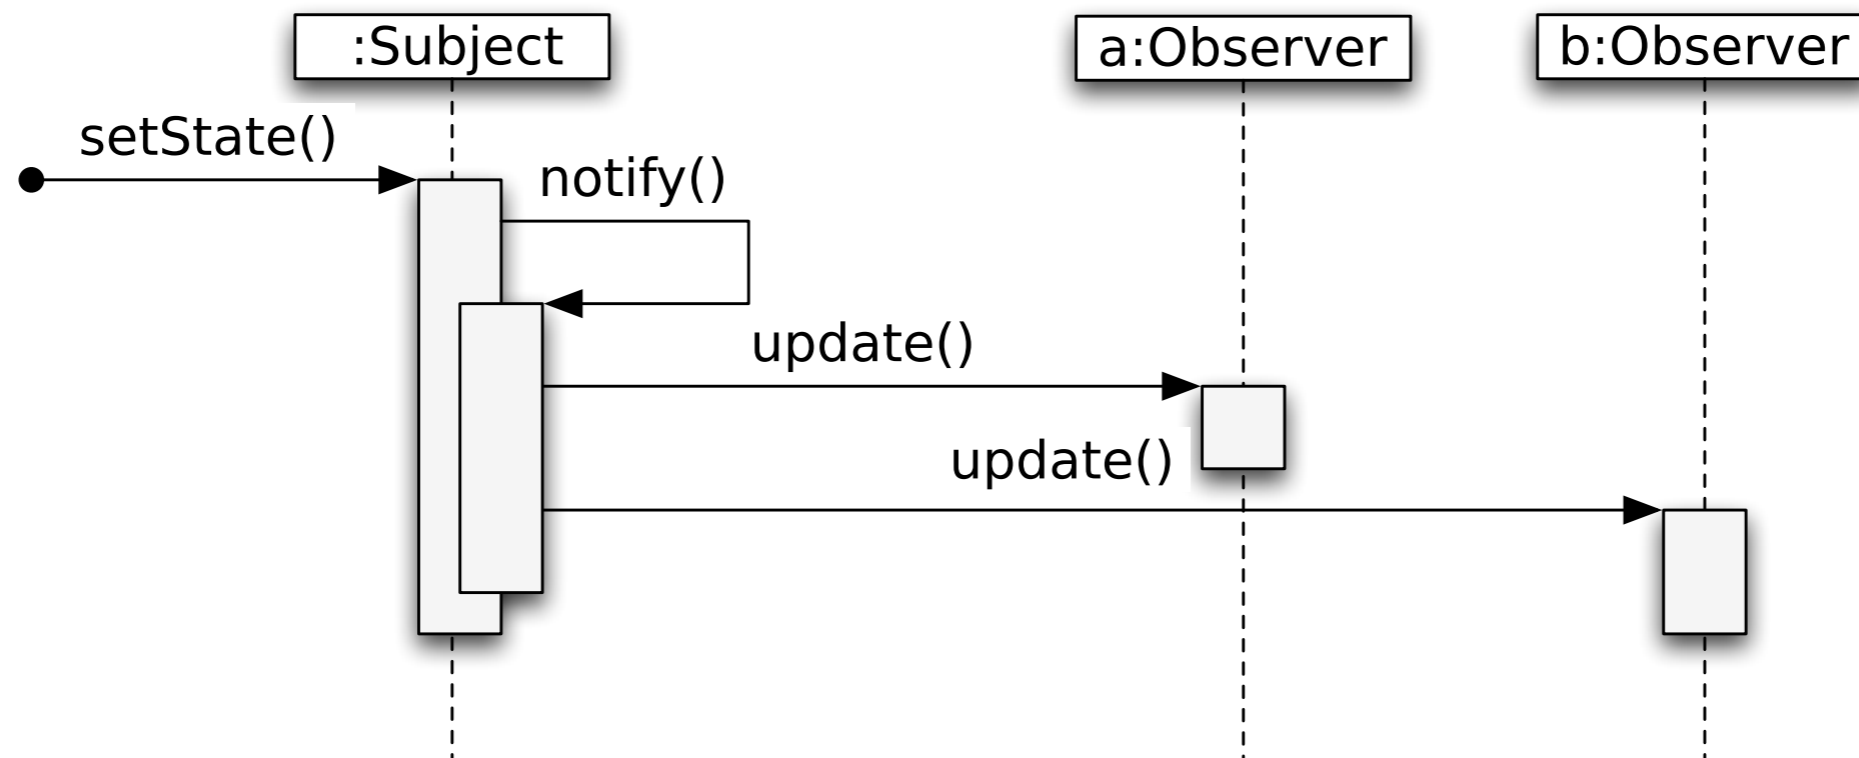 :Subject
a:Observer
b:Observer
setState()
notify()
update()
update()